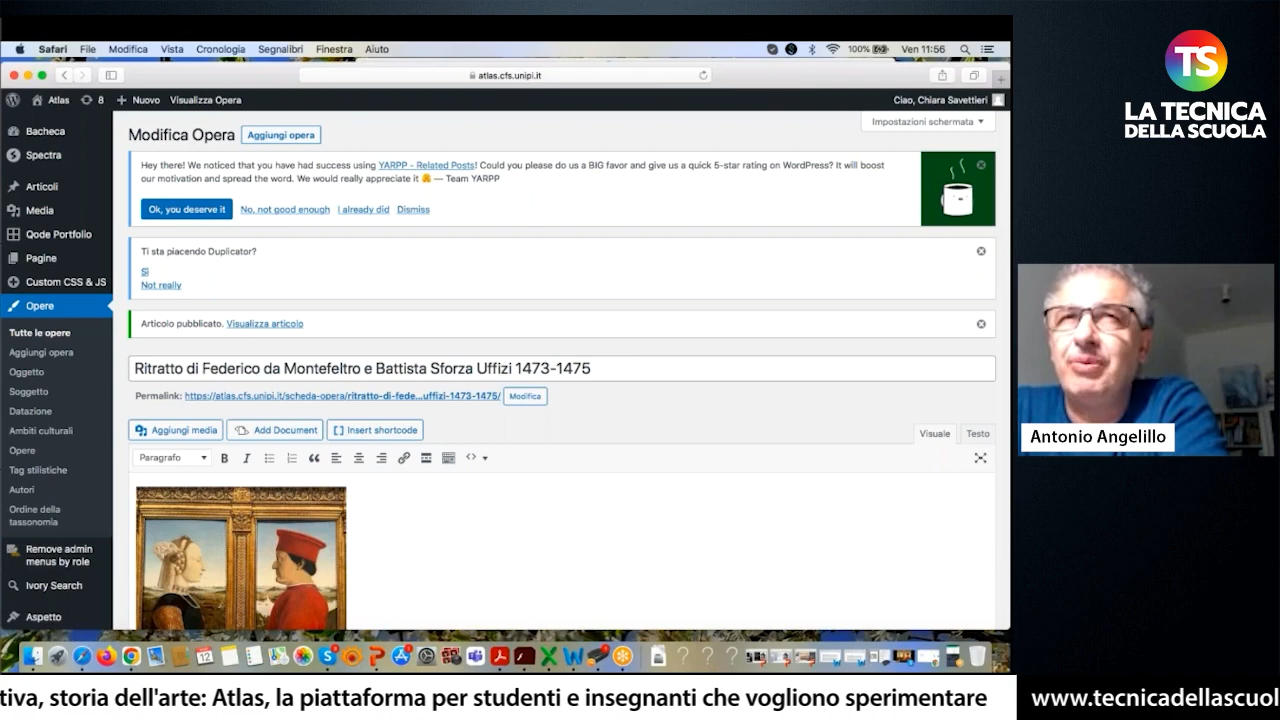 Safari File Modifica Vista Cronologia Segnalibri Finestra Aiuto 100% Ven 11:56
atlas.cfs.unipi.it
Atlas 8 Nuovo Visualizza Opera Ciao, Chiara Savettieri
Impostazioni schermata
Modifica Opera Aggiungi opera
Hey there! We noticed that you have had success using YARPP - Related Posts! Could you please do us a BIG favor and give us a quick 5-star rating on WordPress? It will boost
our motivation and spread the word. We would really appreciate it — Team YARPP
Ok, you deserve it No, not good enough I already did Dismiss
Ti sta piacendo Duplicator?
Sì
Not really
Articolo pubblicato. Visualizza articolo
Ritratto di Federico da Montefeltro e Battista Sforza Uffizi 1473-1475
Permalink: https://atlas.cfs.unipi.it/scheda-opera/ritratto-di-fede...uffizi-1473-1475/ Modifica
Aggiungi media Add Document Insert shortcode
Visuale Testo
Paragrafo B I
Bacheca
Spectra
Articoli
Media
Qode Portfolio
Pagine
Custom CSS & JS
Opere
Tutte le opere
Aggiungi opera
Oggetto
Soggetto
Datazione
Ambiti culturali
Opere
Tag stilistiche
Autori
Ordine della
tassonomia
Remove admin
menus by role
Ivory Search
Aspetto
TS
LA TECNICA
DELLA SCUOLA
Antonio Angelillo
tiva, storia dell'arte: Atlas, la piattaforma per studenti e insegnanti che vogliono sperimentare
www.tecnicadellascuol